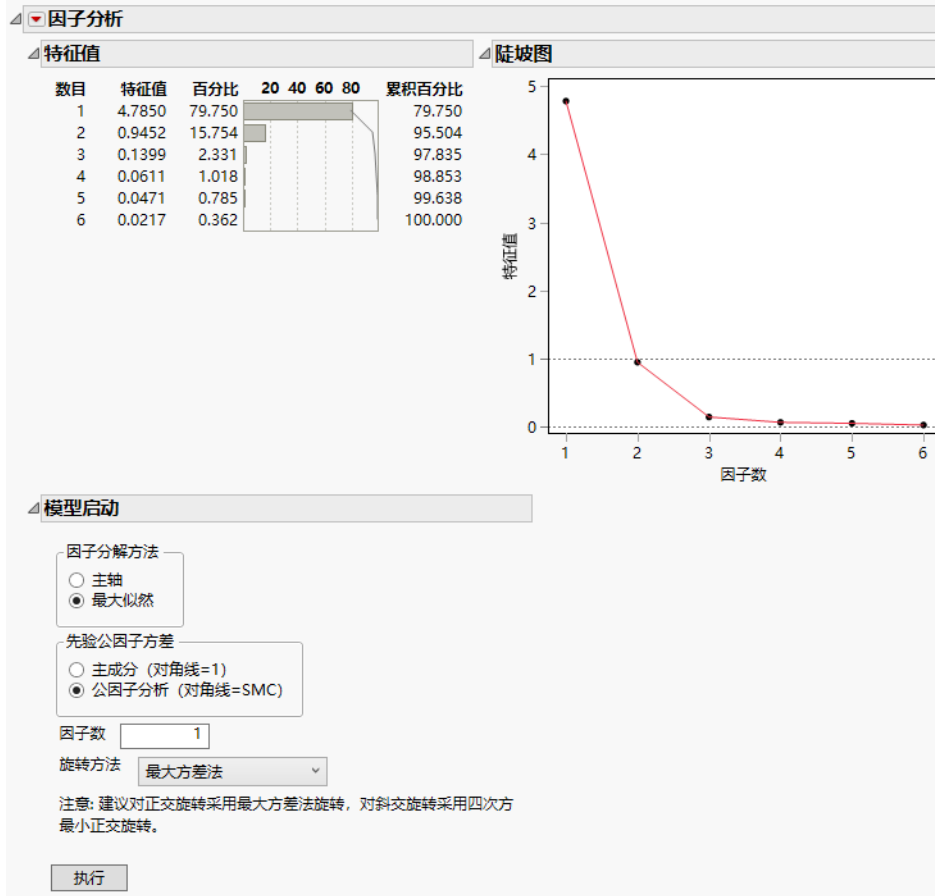 因子分析
特征值
数目 特征值 百分比 20 40 60 80 累积百分比
1 4.7850 79.750 79.750
2 0.9452 15.754 95.504
3 0.1399 2.331 97.835
4 0.0611 1.018 98.853
5 0.0471 0.785 99.638
6 0.0217 0.362 100.000
陡坡图
5
4
3
2
1
0
特征值
1 2 3 4 5 6
因子数
模型启动
因子分解方法
主轴
最大似然
先验公因子方差
主成分（对角线=1）
公因子分析（对角线=SMC）
因子数 1
旋转方法 最大方差法
注意: 建议对正交旋转采用最大方差法旋转，对斜交旋转采用四次方
最小正交旋转。
执行